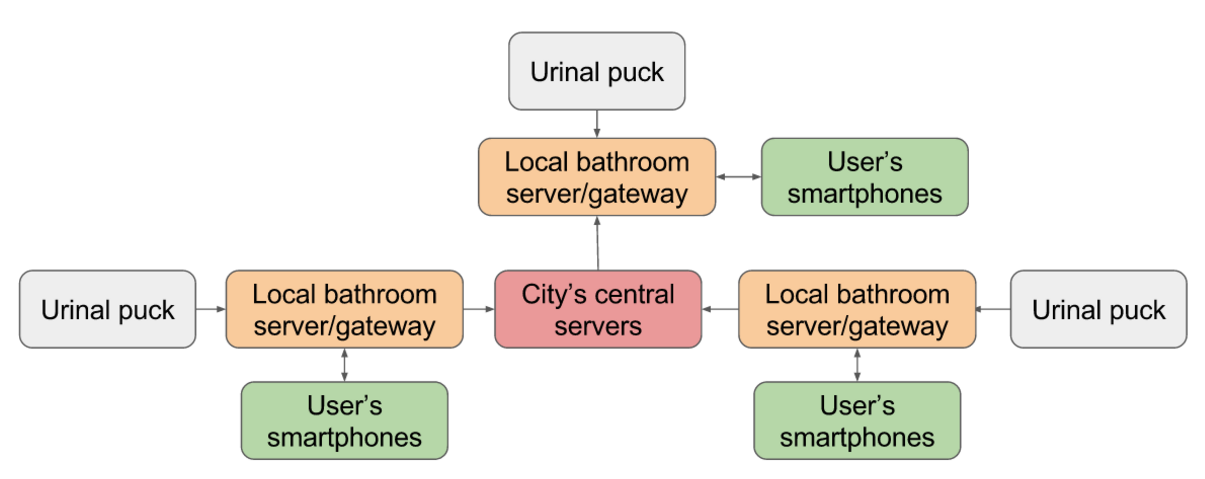 Urinal puck
Local bathroom
server/gateway
User’s
smartphones
Urinal puck
Local bathroom
server/gateway
City’s central
servers
Local bathroom
server/gateway
Urinal puck
User’s
smartphones
User’s
smartphones